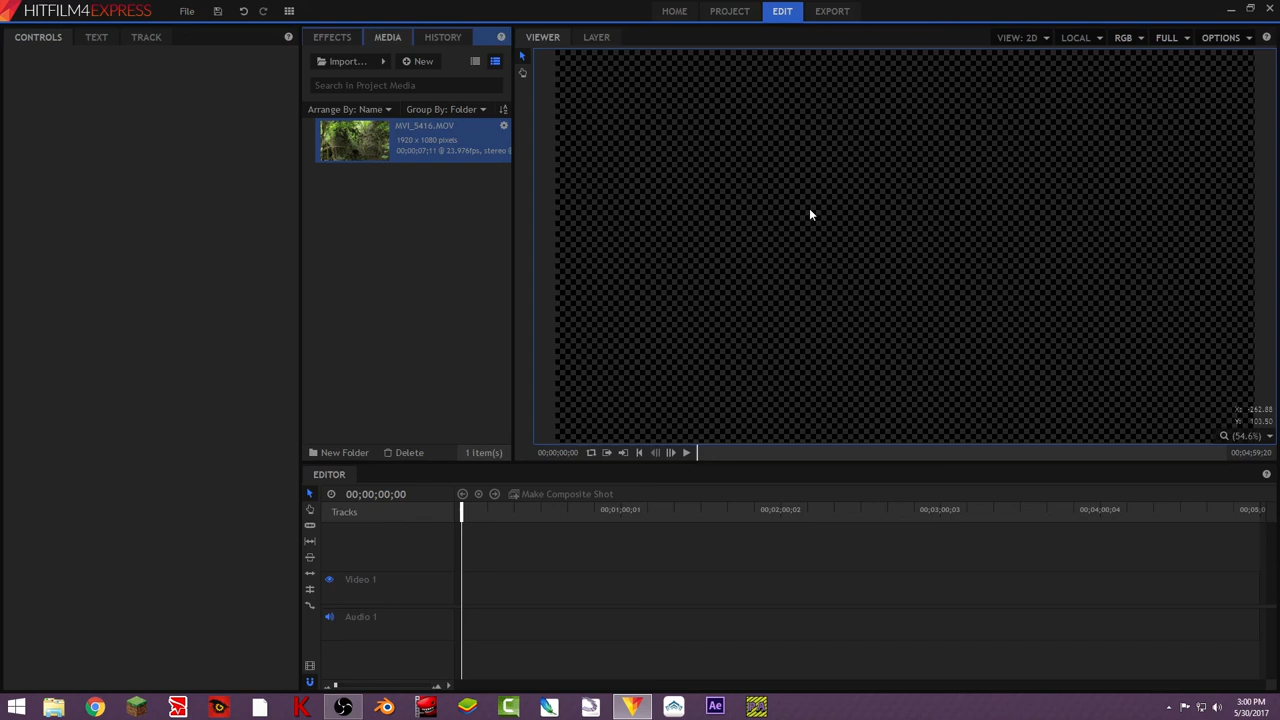 HITFILM4EXPRESS File HOME PROJECT EDIT EXPORT
CONTROLS TEXT TRACK EFFECTS MEDIA HISTORY VIEWER LAYER VIEW: 2D LOCAL RGB FULL OPTIONS
Import... New
Search in Project Media
Arrange By: Name Group By: Folder
MVI_5416.MOV
1920 x 1080 pixels
00;00;07;11 @ 23.976fps, stereo
X: -262.88
Y: -103.50
(54.6%)
New Folder Delete 1 item(s) 00;00;00;00 00;04;59;20
EDITOR
00;00;00;00 Make Composite Shot
Tracks 00;01;00;01 00;02;00;02 00;03;00;03 00;04;00;04 00;05;0
Video 1
Audio 1
Ae
3:00 PM
5/30/2017